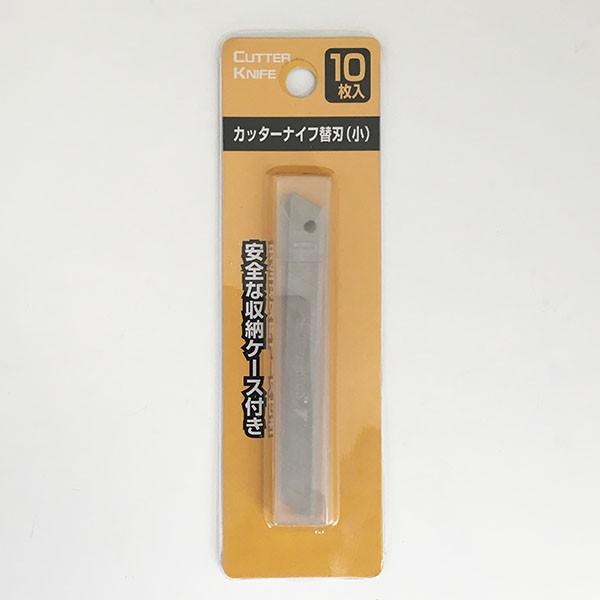 CUTTER
KNIFE
10
枚入
カッターナイフ替刃(小)
安全な収納ケース付き